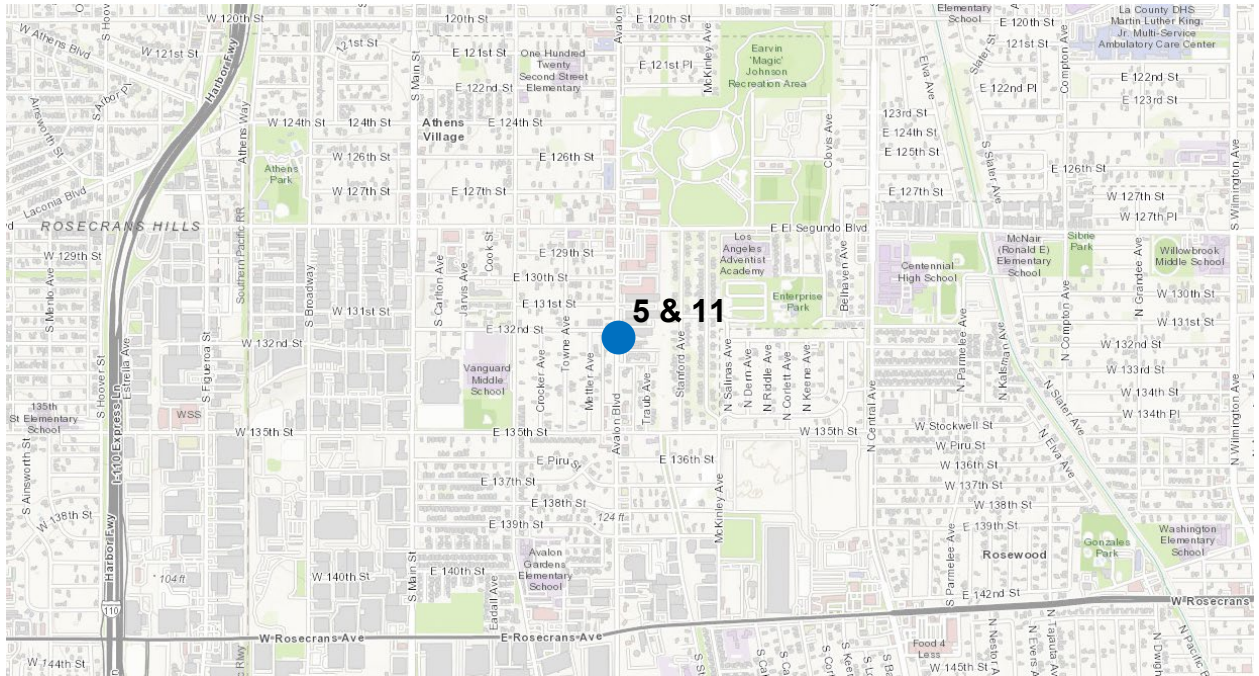 W 120th St
120th St
E 120th St
Elementary
School
E 120th St
La County DHS
Martin Luther King.
Jr. Multi-Service
Ambulatory Care Center
S Hoov
W Athens Blvd
W 121st St
121st St
E 121st St
One Hundred
Twenty
Second Street
Elementary
Avalon
E 121st Pl
McKinley Ave
Earvin
'Magic'
Johnson
Recreation Area
121st St
Slater Ave
Compton Ave
Elva Ave
E 122nd St
E 122nd Pl
E 122nd St
E 123rd St
S Arbor Pl
Harbor Fwy
Ainsworth St
S Main St
W 124th St
124th St
Athens
Village
E 124th St
Clovis Ave
123rd St
E 124th St
E 125th St
Athens Way
S Slater Ave
W 126th St
E 126th St
E 126th St
Athens
Park
W 127th St
E 127th St
E 127th St
W 127th St
W 127th Pl
S Wilmington Ave
Laconia Blvd
ROSECRANS HILLS
E El Segundo Blvd
Southern Pacific RR
Cook St
W 129th St
E 129th St
Los
Angeles
Adventist
Academy
Belhaven Ave
Centennial
High School
McNair
(Ronald E)
Elementary
School
Sibrie
Park
Willowbrook
Middle School
S Menlo Ave
S Broadway
S Carlton Ave
Jarvis Ave
E 130th St
N Grandee Ave
W 130th St
W 131st St
E 131st St
5 & 11
Enterprise
Park
W 131st St
N Compton Ave
W 132nd St
E 132nd St
W 132nd St
W 132nd St
S Hoover St
Estrella Ave
S Figueroa St
Vanguard
Middle
School
Crocker Ave
Towne Ave
Mettler Ave
Avalon Blvd
Traub Ave
Stanford Ave
N Salinas Ave
N Dern Ave
N Riddle Ave
N Corlett Ave
N Keene Ave
N Central Ave
N Parmelee Ave
N Kalsman Ave
N Slater Ave
W 133rd St
W 134th St
W 134th Pl
N Wilmington Ave
135th
St Elementary
School
WSS
I-110 Express Ln
W 135th St
E 135th St
W 135th St
W Stockwell St
W Piru St
N Elva Ave
E Piru St
E 136th St
W 136th St
E 137th St
W 137th St
S Ainsworth St
W 138th St
E 138th St
W 138th St
124 ft
McKinley Ave
E 139th St
E 139th St
Rosewood
Gonzales
Park
Washington
Elementary
School
Harbor Fwy
104 ft
W 140th St
S Main St
E 140th St
Avalon
Gardens
Elementary
School
Eadall Ave
S Parmelee Ave
E 142nd St
110
W Rosecrans
W Rosecrans Ave
E Rosecrans Ave
W 144th St
Food 4
Less
W 145th St